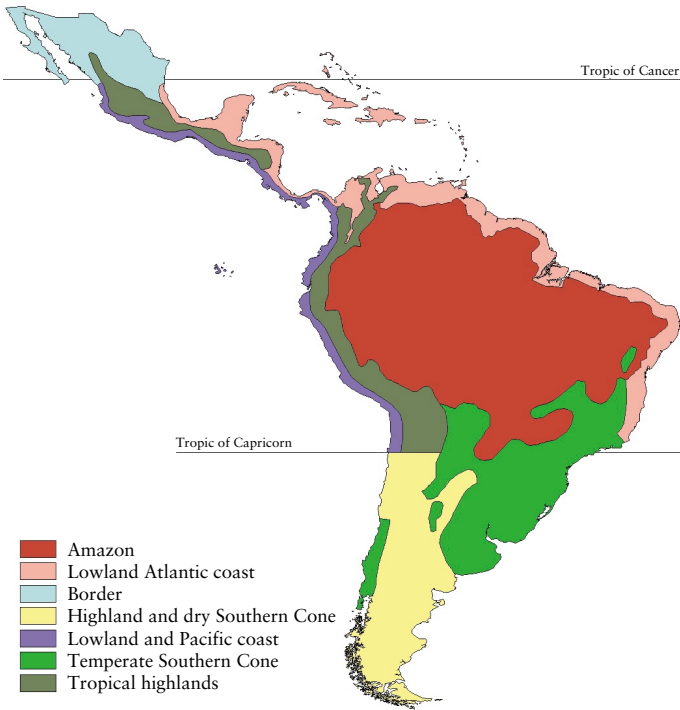 Tropic of Cancer
Tropic of Capricorn
Amazon
Lowland Atlantic coast
Border
Highland and dry Southern Cone
Lowland and Pacific coast
Temperate Southern Cone
Tropical highlands